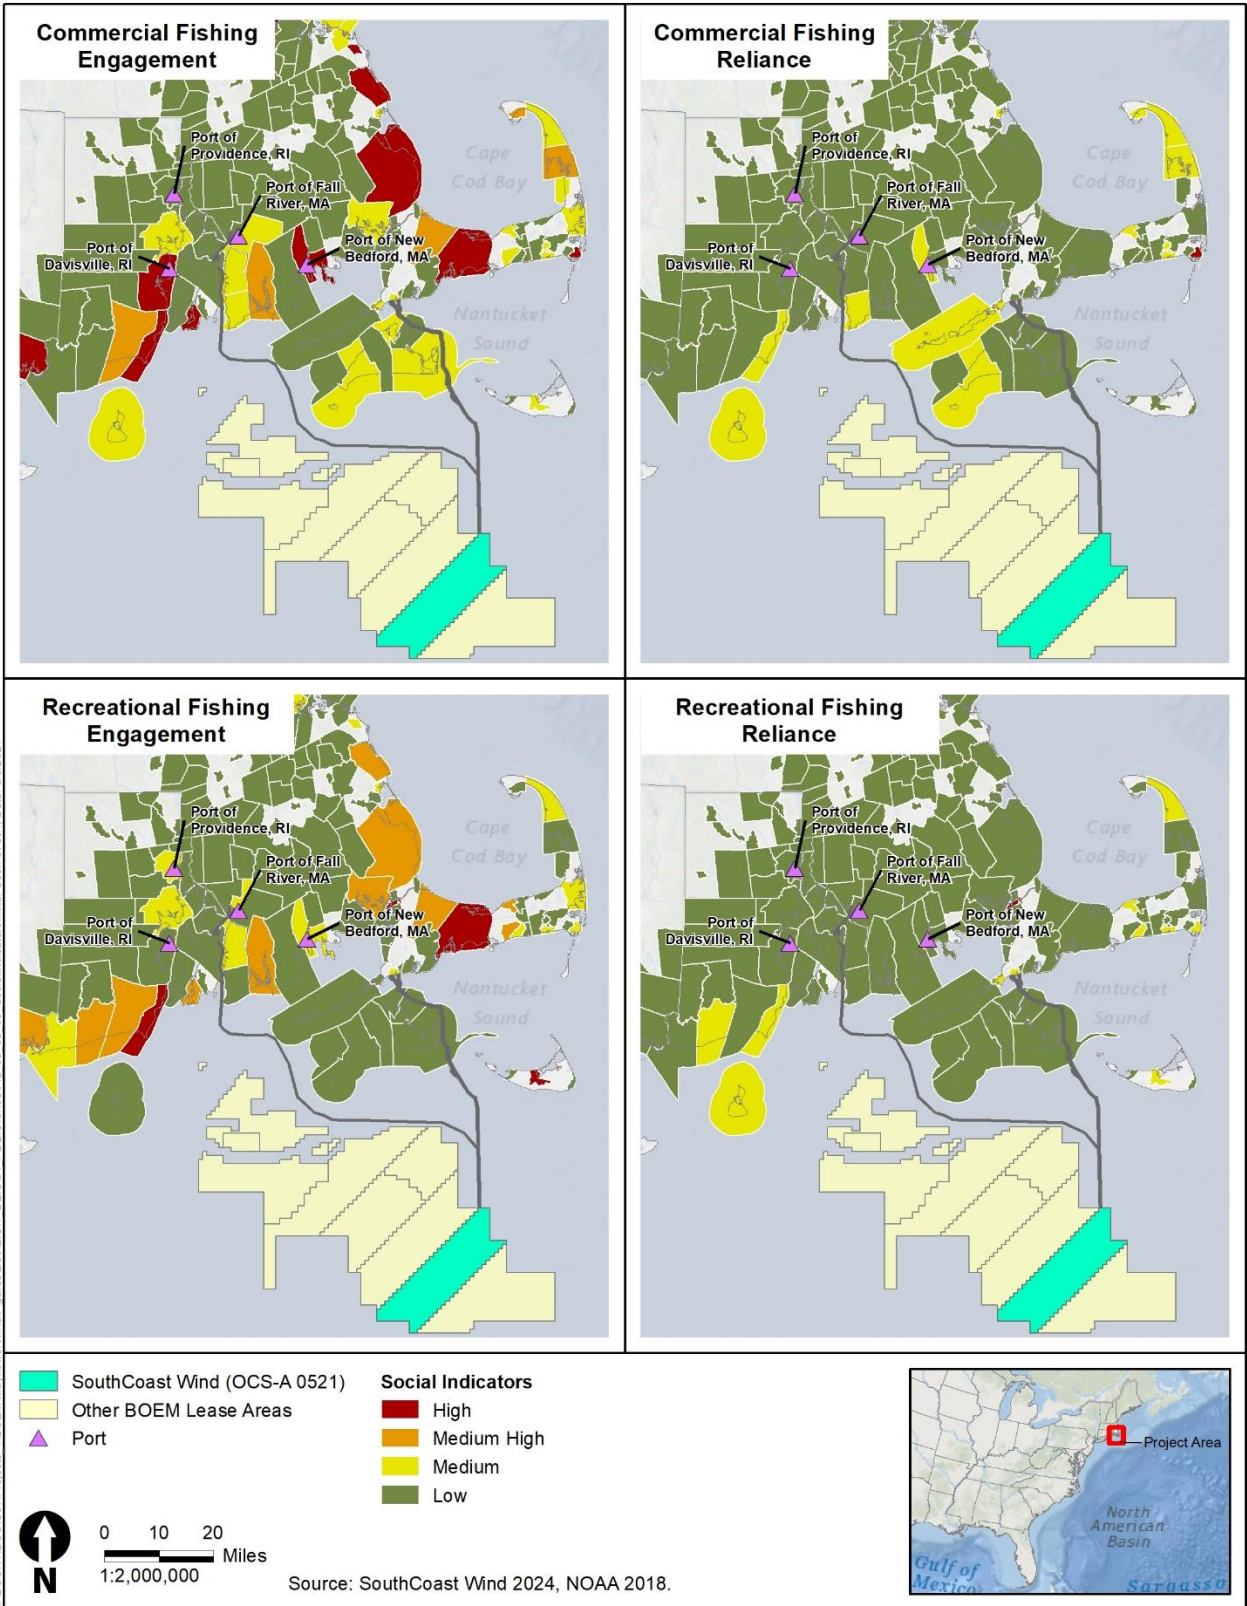 Commercial Fishing
Engagement
Port of
Providence, RI
Port of Fall
River, MA
Port of
Davisville, RI
Port of New
Bedford, MA
Cape
Cod Bay
Nantucket
Sound
Commercial Fishing
Reliance
Port of
Providence, RI
Port of Fall
River, MA
Port of
Davisville, RI
Port of New
Bedford, MA
Cape
Cod Bay
Nantucket
Sound
Recreational Fishing
Engagement
Port of
Providence, RI
Port of Fall
River, MA
Port of
Davisville, RI
Port of New
Bedford, MA
Cape
Cod Bay
Nantucket
Sound
Recreational Fishing
Reliance
Port of
Providence, RI
Port of Fall
River, MA
Port of
Davisville, RI
Port of New
Bedford, MA
Cape
Cod Bay
Nantucket
Sound
SouthCoast Wind (OCS-A 0521)
Other BOEM Lease Areas
Port
Social Indicators
High
Medium High
Medium
Low
N
0 10 20
Miles
1:2,000,000
Source: SouthCoast Wind 2024, NOAA 2018.
Project Area
North
American
Basin
Gulf of
Mexico
Sargasso